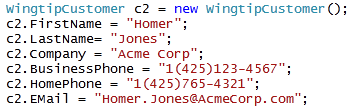 WingtipCustomer c2 = new WingtipCustomer();
c2.FirstName = "Homer";
c2.LastName= "Jones";
c2.Company = "Acme Corp";
c2.BusinessPhone = "1(425)123-4567";
c2.HomePhone = "1(425)765-4321";
c2.EMail = "Homer.Jones@AcmeCorp.com";